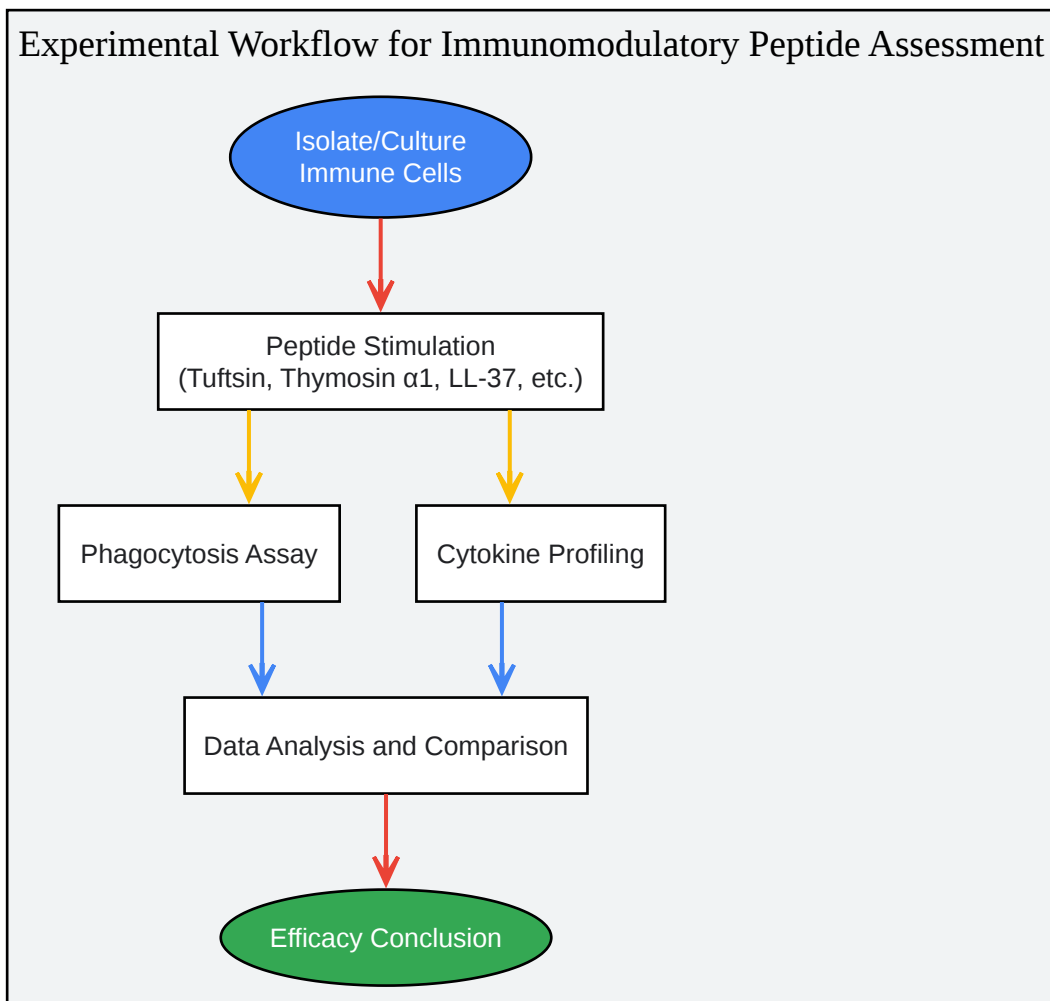 Experimental Workflow for Immunomodulatory Peptide Assessment
Isolate/Culture
Immune Cells
Peptide Stimulation
(Tuftsin, Thymosin α1, LL-37, etc.)
Phagocytosis Assay
Cytokine Profiling
Data Analysis and Comparison
Efficacy Conclusion